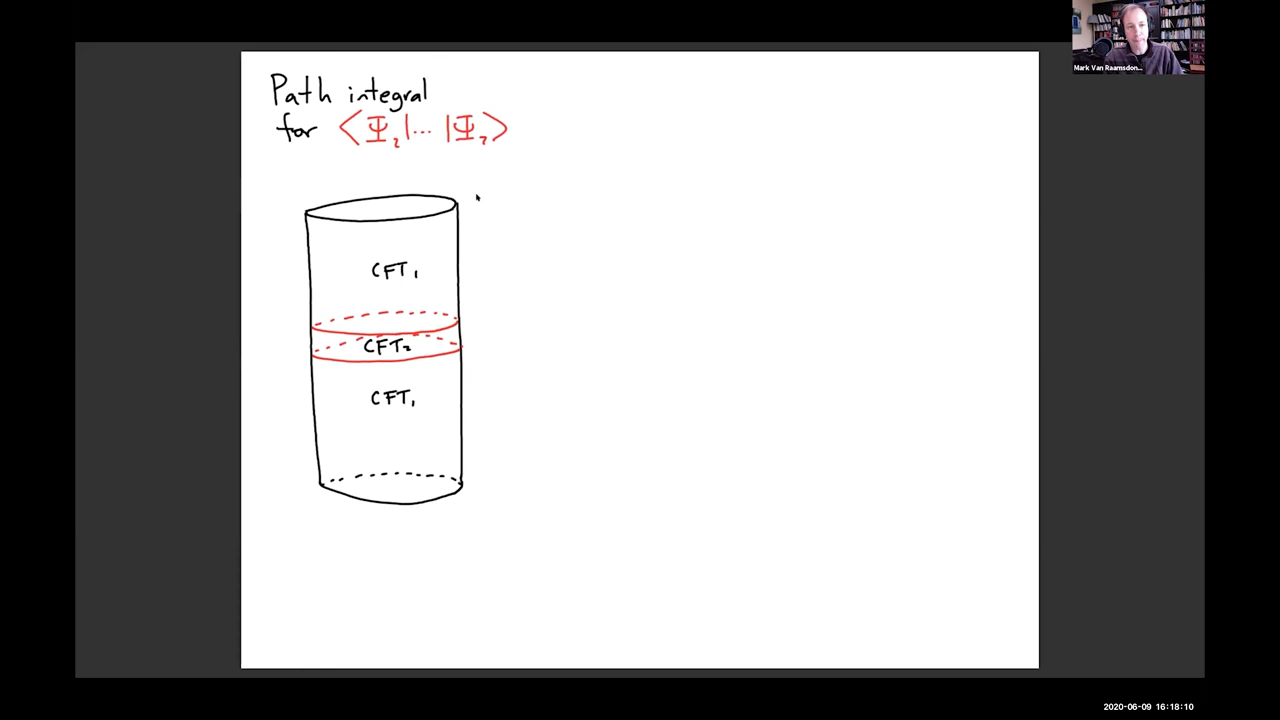 Path integral
for ⟨Ψ₂|... |Ψ₂⟩
CFT₁
CFT₂
CFT₁
Mark Van Raamsdon...
2020-06-09 16:18:10